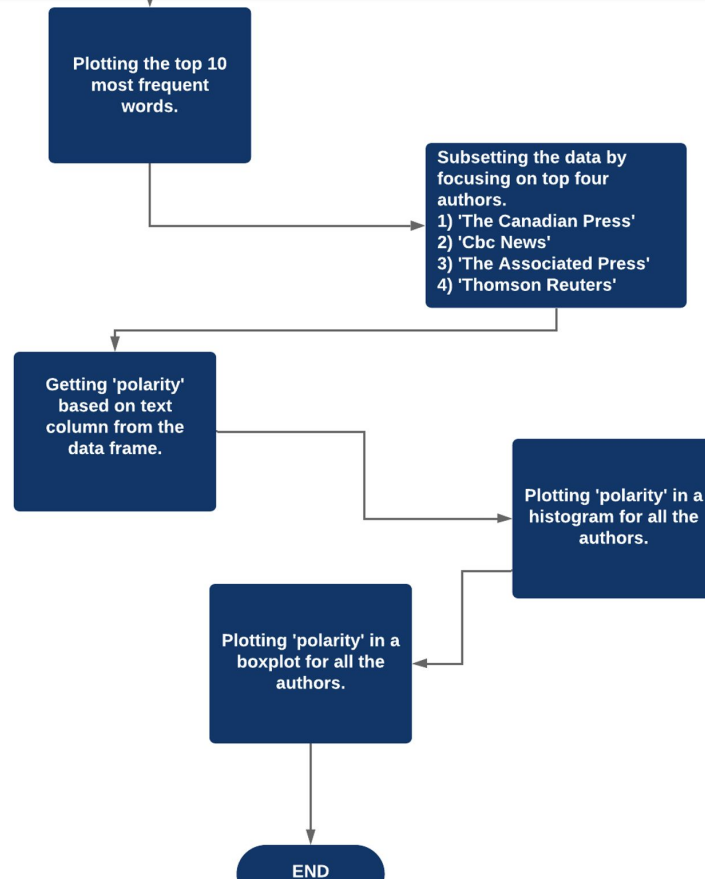 Plotting the top 10
most frequent
words.
Subsetting the data by
focusing on top four
authors.
1) 'The Canadian Press'
2) 'Cbc News'
3) 'The Associated Press'
4) 'Thomson Reuters'
Getting 'polarity'
based on text
column from the
data frame.
Plotting 'polarity' in a
histogram for all the
authors.
Plotting 'polarity' in a
boxplot for all the
authors.
END